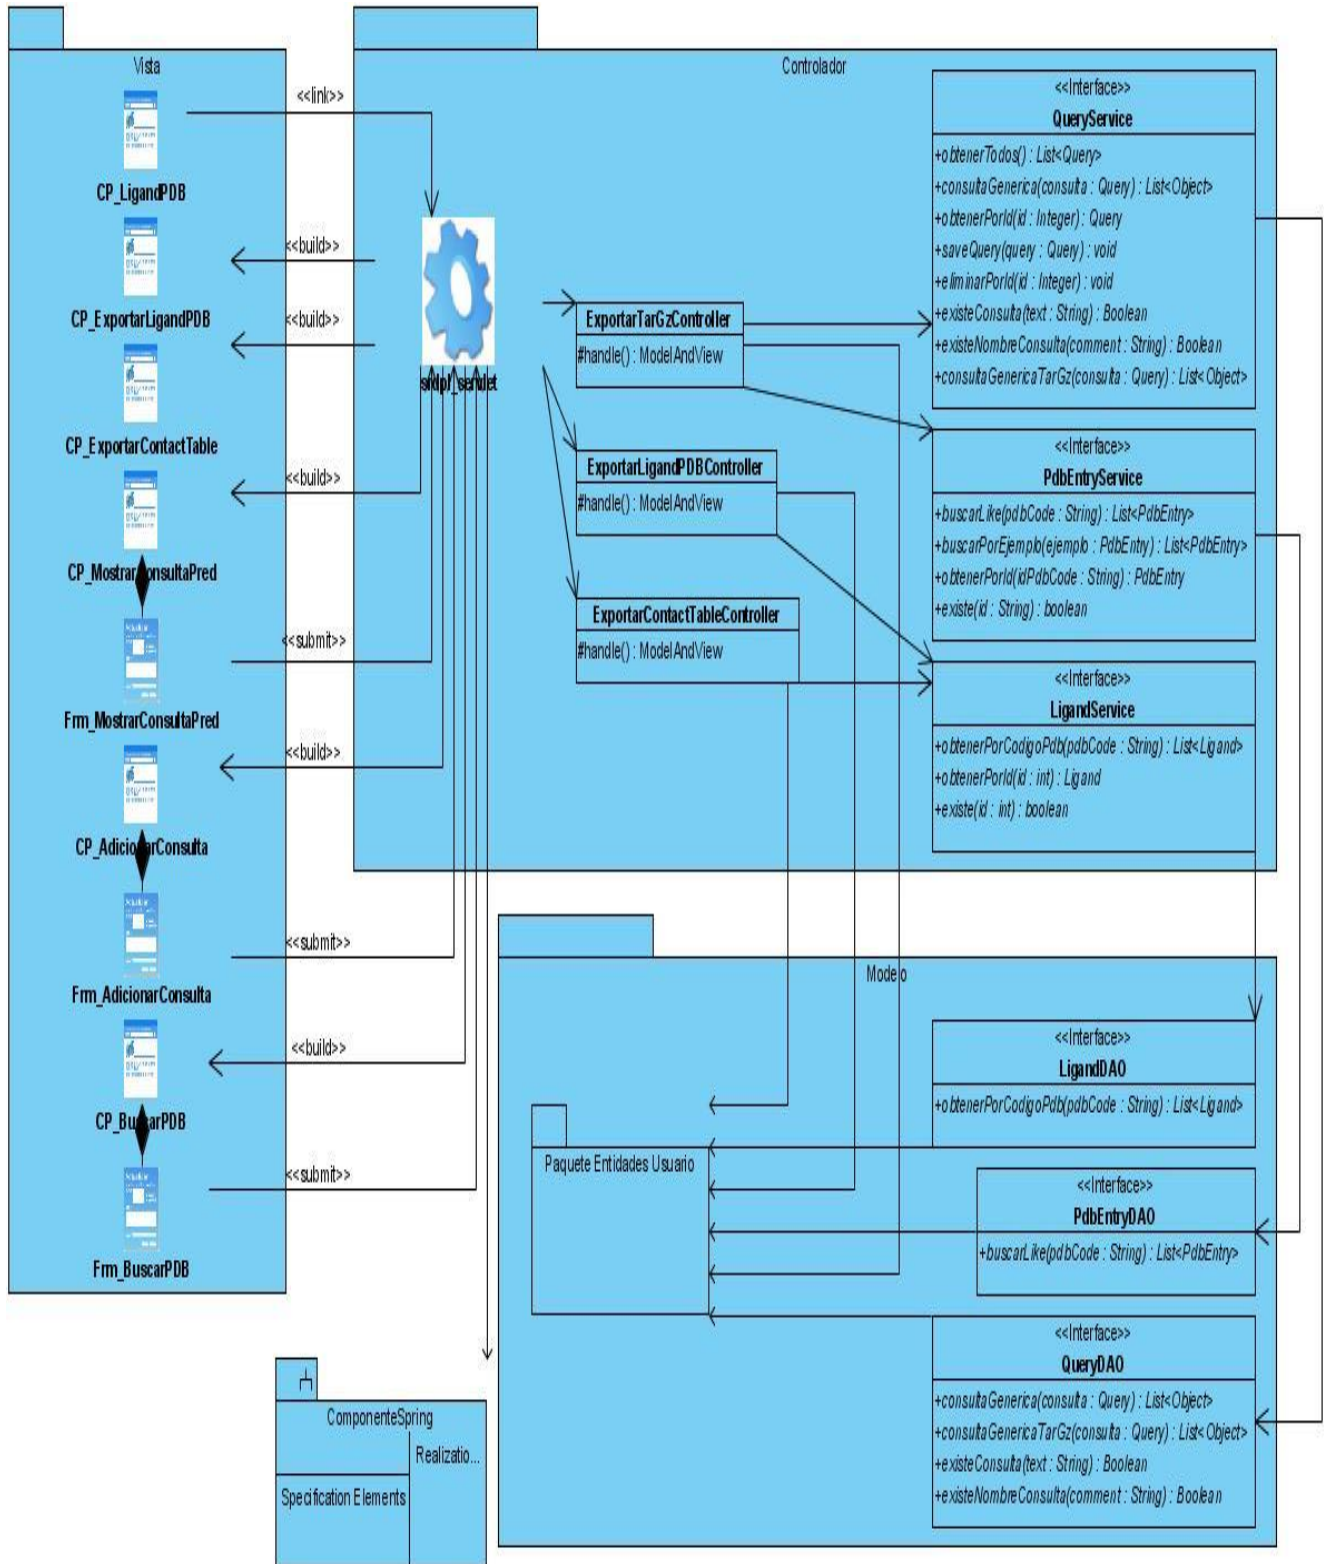 Vista
CP_LigandPDB
CP_ExportarLigandPDB
CP_ExportarContactTable
CP_MostrarConsultaPred
Frm_MostrarConsultaPred
CP_AdicionarConsulta
Frm_AdicionarConsulta
CP_BuscarPDB
Frm_BuscarPDB
<<link>>
<<build>>
<<build>>
<<build>>
<<submit>>
<<build>>
<<submit>>
<<build>>
<<submit>>
Controlador
ExportarTarGzController
#handle() : ModelAndView
ExportarLigandPDBController
#handle() : ModelAndView
ExportarContactTableController
#handle() : ModelAndView
<<Interface>>
QueryService
+obtenerTodos() : List<Query>
+consultaGenerica(consulta : Query) : List<Object>
+obtenerPorId(id : Integer) : Query
+saveQuery(query : Query) : void
+eliminarPorId(id : Integer) : void
+existeConsulta(text : String) : Boolean
+existeNombreConsulta(comment : String) : Boolean
+consultaGenericaTarGz(consulta : Query) : List<Object>
<<Interface>>
PdbEntryService
+buscarLike(pdbCode : String) : List<PdbEntry>
+buscarPorEjemplo(ejemplo : PdbEntry) : List<PdbEntry>
+obtenerPorId(idPdbCode : String) : PdbEntry
+existe(id : String) : boolean
<<Interface>>
LigandService
+obtenerPorCodigoPdb(pdbCode : String) : List<Ligand>
+obtenerPorId(id : int) : Ligand
+existe(id : int) : boolean
Modelo
Paquete Entidades Usuario
<<Interface>>
LigandDAO
+obtenerPorCodigoPdb(pdbCode : String) : List<Ligand>
<<Interface>>
PdbEntryDAO
+buscarLike(pdbCode : String) : List<PdbEntry>
<<Interface>>
QueryDAO
+consultaGenerica(consulta : Query) : List<Object>
+consultaGenericaTarGz(consulta : Query) : List<Object>
+existeConsulta(text : String) : Boolean
+existeNombreConsulta(comment : String) : Boolean
ComponenteSpring
Realizatio...
Specification Elements